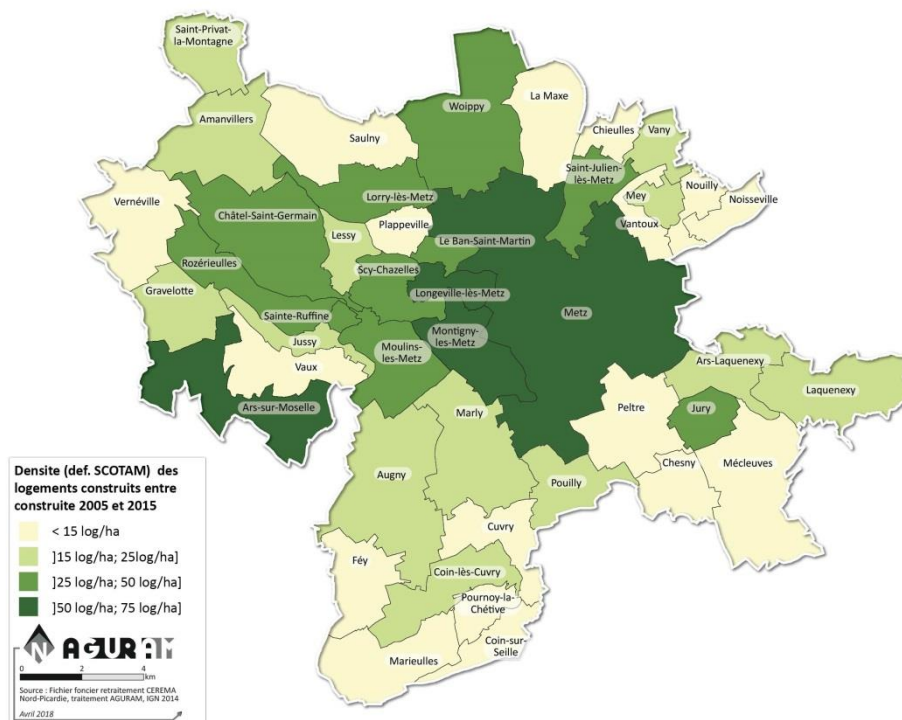 Saint-Privat
-la-Montagne
Amanvillers
Saulny
Woippy
La Maxe
Chieulles
Vany
Saint-Julien
-lès-Metz
Mey
Nouilly
Noisseville
Vantoux
Vernéville
Châtel-Saint-Germain
Lorry-lès-Metz
Plappeville
Lessy
Le Ban-Saint-Martin
Rozérieulles
Scy-Chazelles
Gravelotte
Longeville-lès-Metz
Metz
Sainte-Ruffine
Jussy
Moulins-
les-Metz
Montigny-
les-Metz
Vaux
Ars-sur-Moselle
Ars-Laquenexy
Laquenexy
Peltre
Jury
Marly
Augny
Chesny
Mécleuves
Pouilly
Cuvry
Féy
Coin-lès-Cuvry
Pournoy-la-
Chétive
Coin-sur-
Seille
Marieulles
Densite (def. SCOTAM) des
logements construits entre
construite 2005 et 2015
< 15 log/ha
]15 log/ha; 25log/ha]
]25 log/ha; 50 log/ha]
]50 log/ha; 75 log/ha]
N AGURAM
0 2 4
km
Source : Fichier foncier retraitement CEREMA
Nord-Picardie, traitement AGURAM, IGN 2014
Avril 2018